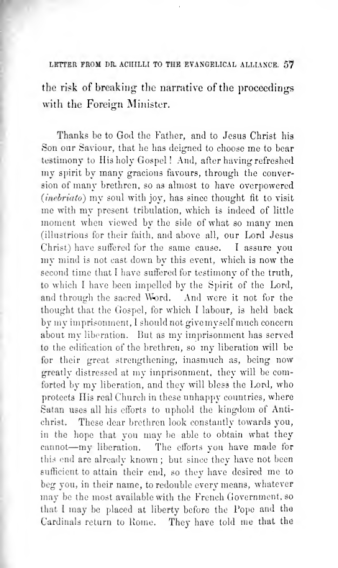 LETTER FROM DR. ACHILLI TO THE EVANGELICAL ALLIANCE. 57
the risk of breaking the narrative of the proceedings
with the Foreign Minister.
Thanks be to God the Father, and to Jesus Christ his
Son our Saviour, that he has deigned to choose me to bear
testimony to His holy Gospel! And, after having refreshed
my spirit by many gracious favours, through the conver-
sion of many brethren, so as almost to have overpowered
(inebriato) my soul with joy, has since thought fit to visit
me with my present tribulation, which is indeed of little
moment when viewed by the side of what so many men
(illustrious for their faith, and above all, our Lord Jesus
Christ) have suffered for the same cause. I assure you
my mind is not cast down by this event, which is now the
second time that I have suffered for testimony of the truth,
to which I have been impelled by the Spirit of the Lord,
and through the sacred Word. And were it not for the
thought that the Gospel, for which I labour, is held back
by my imprisonment, I should not give myself much concern
about my liberation. But as my imprisonment has served
to the edification of the brethren, so my liberation will be
for their great strengthening, inasmuch as, being now
greatly distressed at my imprisonment, they will be com-
forted by my liberation, and they will bless the Lord, who
protects His real Church in these unhappy countries, where
Satan uses all his efforts to uphold the kingdom of Anti-
christ. These dear brethren look constantly towards you,
in the hope that you may be able to obtain what they
cannot—my liberation. The efforts you have made for
this end are already known; but since they have not been
sufficient to attain their end, so they have desired me to
beg you, in their name, to redouble every means, whatever
may be the most available with the French Government, so
that I may be placed at liberty before the Pope and the
Cardinals return to Rome. They have told me that the